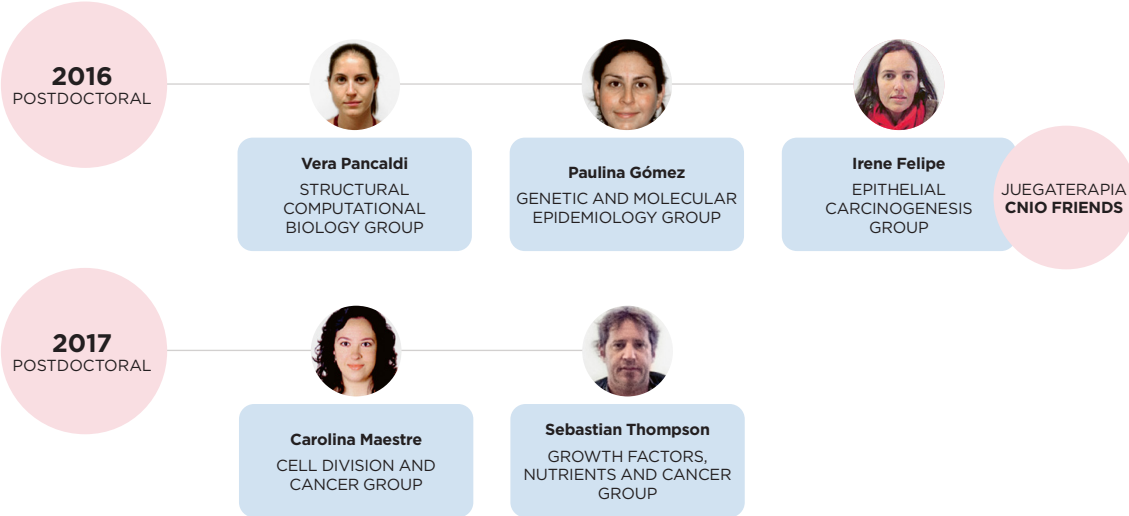 2016
POSTDOCTORAL
Vera Pancaldi
STRUCTURAL
COMPUTATIONAL
BIOLOGY GROUP
Paulina Gómez
GENETIC AND MOLECULAR
EPIDEMIOLOGY GROUP
Irene Felipe
EPITHELIAL
CARCINOGENESIS
GROUP
JUEGATERAPIA
CNIO FRIENDS
2017
POSTDOCTORAL
Carolina Maestre
CELL DIVISION AND
CANCER GROUP
Sebastian Thompson
GROWTH FACTORS,
NUTRIENTS AND CANCER
GROUP